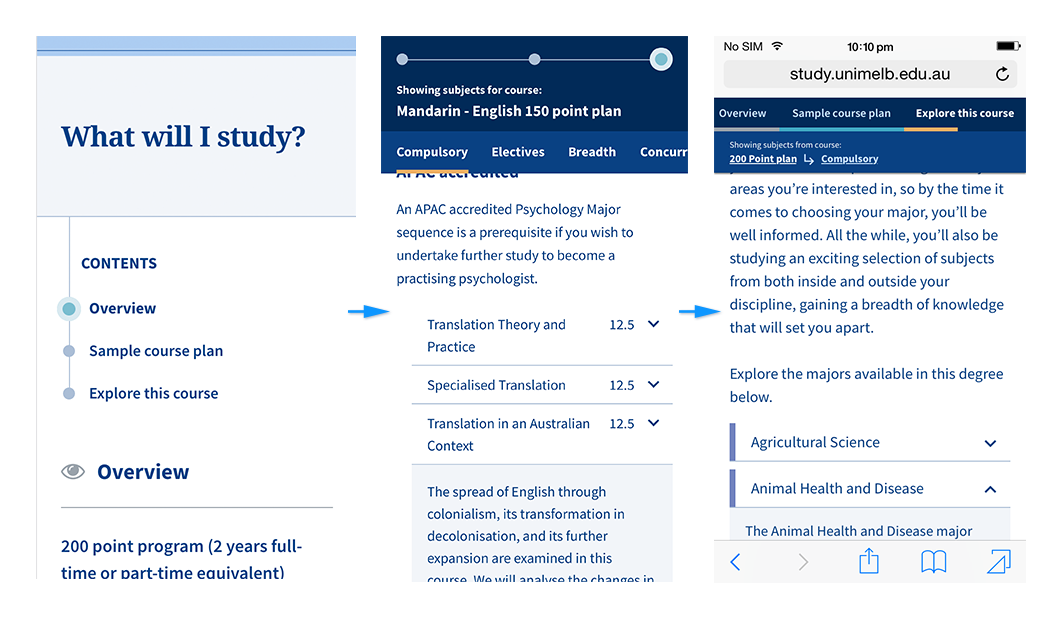 What will I study?
CONTENTS
Overview
Sample course plan
Explore this course
Overview
200 point program (2 years full-
time or part-time equivalent)
Showing subjects for course:
Mandarin - English 150 point plan
Compulsory Electives Breadth Concurr
APAC accredited
An APAC accredited Psychology Major
sequence is a prerequisite if you wish to
undertake further study to become a
practising psychologist.
Translation Theory and 12.5
Practice
Specialised Translation 12.5
Translation in an Australian 12.5
Context
The spread of English through
colonialism, its transformation in
decolonisation, and its further
expansion are examined in this
course. We will analyse the changes in
No SIM 10:10 pm
study.unimelb.edu.au
Overview Sample course plan Explore this course
Showing subjects from course:
200 Point plan Compulsory
areas you’re interested in, so by the time it
comes to choosing your major, you’ll be
well informed. All the while, you’ll also be
studying an exciting selection of subjects
from both inside and outside your
discipline, gaining a breadth of knowledge
that will set you apart.
Explore the majors available in this degree
below.
Agricultural Science
Animal Health and Disease
The Animal Health and Disease major